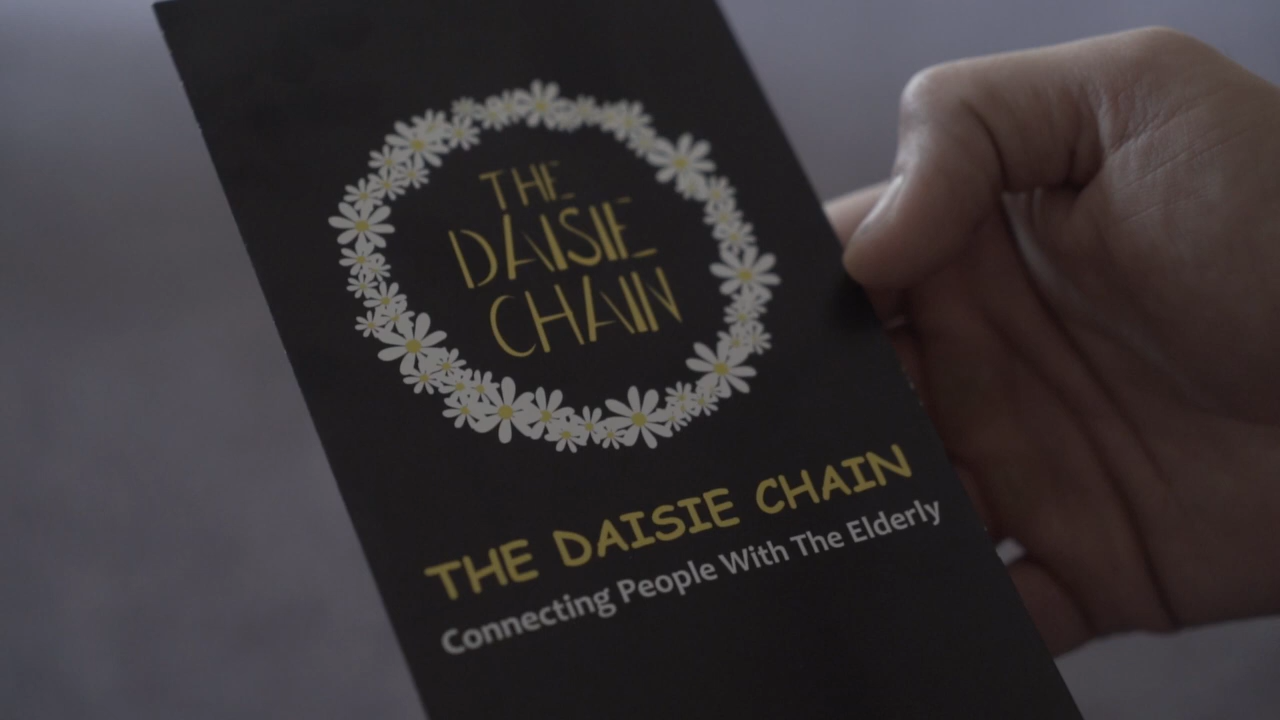 THE
DAISIE
CHAIN
THE DAISIE CHAIN
Connecting People With The Elderly